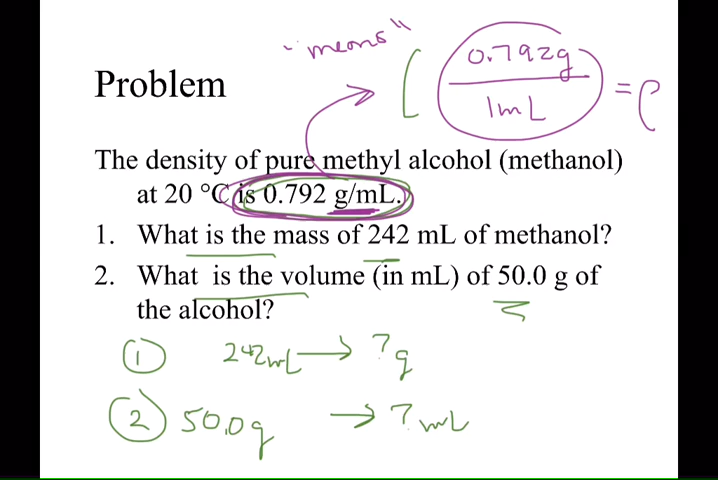 "means"
0.792g
1mL
= ρ
Problem
The density of pure methyl alcohol (methanol)
at 20 °C is 0.792 g/mL.
1. What is the mass of 242 mL of methanol?
2. What is the volume (in mL) of 50.0 g of
the alcohol?
① 242mL → ? g
② 50.0g → ? mL